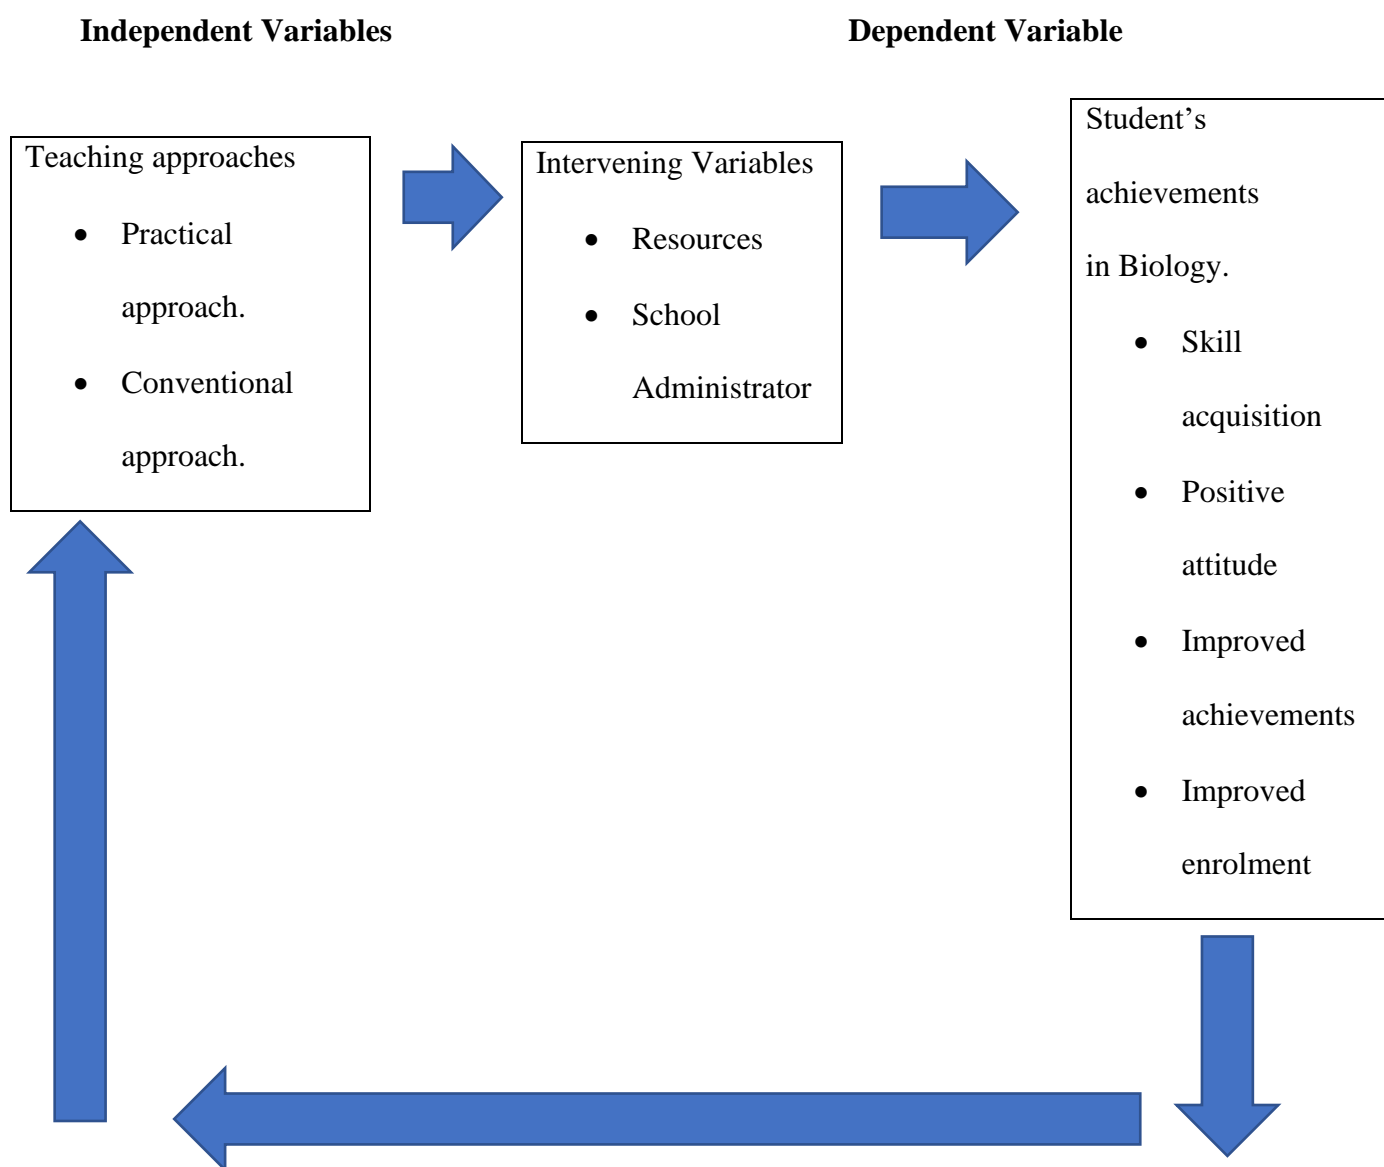 Independent Variables
Dependent Variable
Teaching approaches
• Practical
approach.
• Conventional
approach.
Intervening Variables
• Resources
• School
Administrator
Student’s
achievements
in Biology.
• Skill
acquisition
• Positive
attitude
• Improved
achievements
• Improved
enrolment